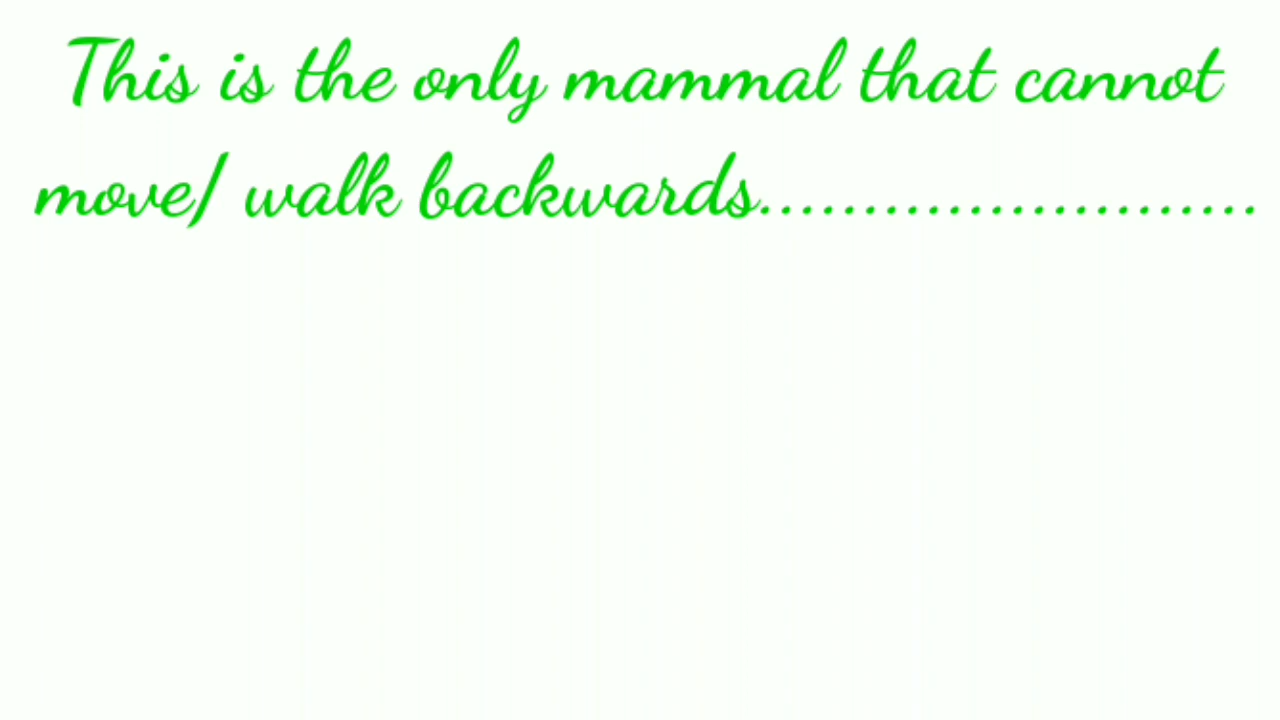 This is the only mammal that cannot
move/ walk backwards.........................